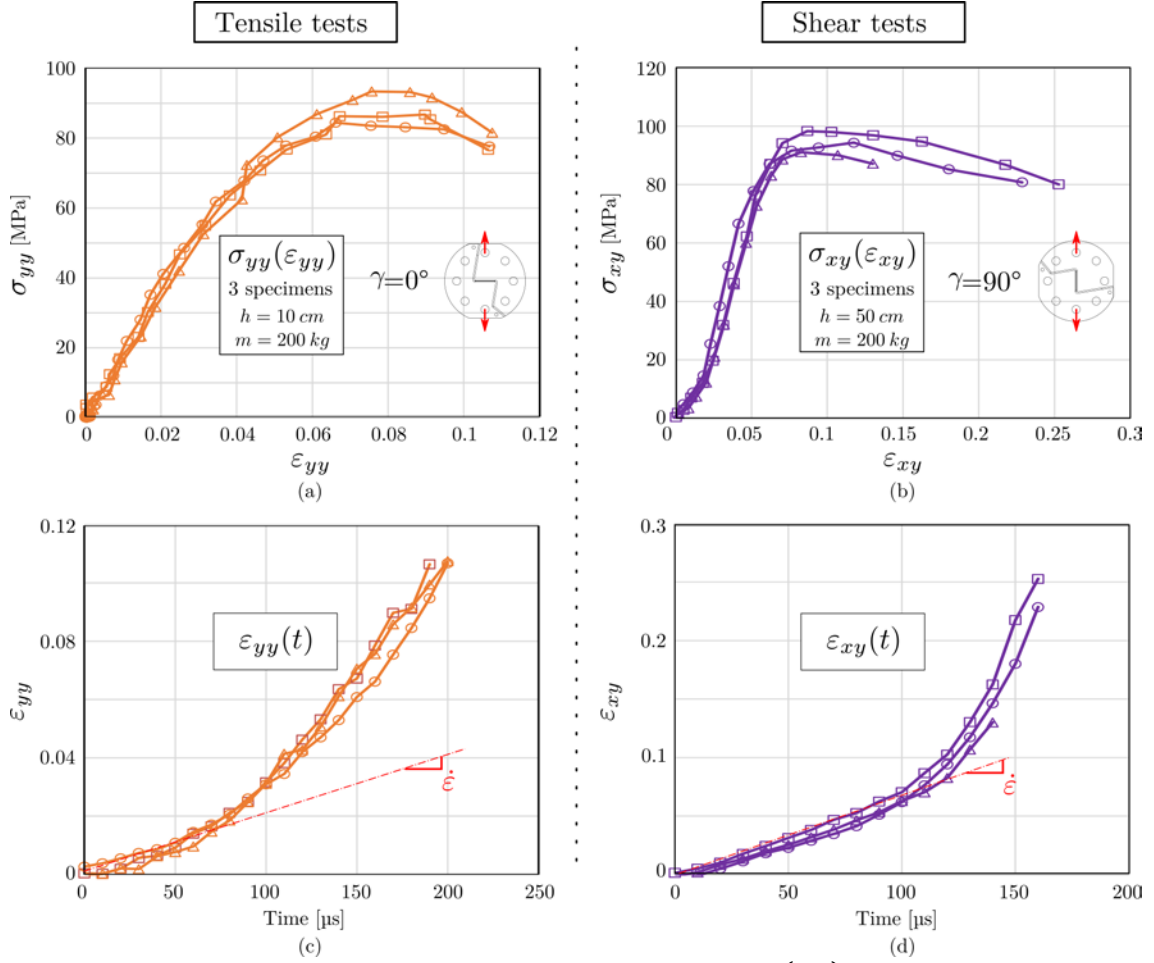 Tensile tests
Shear tests
100
80
60
40
20
0
σyy [MPa]
σyy(εyy)
3 specimens
h = 10 cm
m = 200 kg
γ=0°
0
0.02
0.04
0.06
0.08
0.1
0.12
εyy
(a)
120
100
80
60
40
20
0
σxy [MPa]
σxy(εxy)
3 specimens
h = 50 cm
m = 200 kg
γ=90°
0
0.05
0.1
0.15
0.2
0.25
0.3
εxy
(b)
0.12
0.08
0.04
0
εyy
εyy(t)
ε̇
0
50
100
150
200
250
Time [µs]
(c)
0.3
0.2
0.1
0
εxy
εxy(t)
ε̇
0
50
100
150
200
Time [µs]
(d)